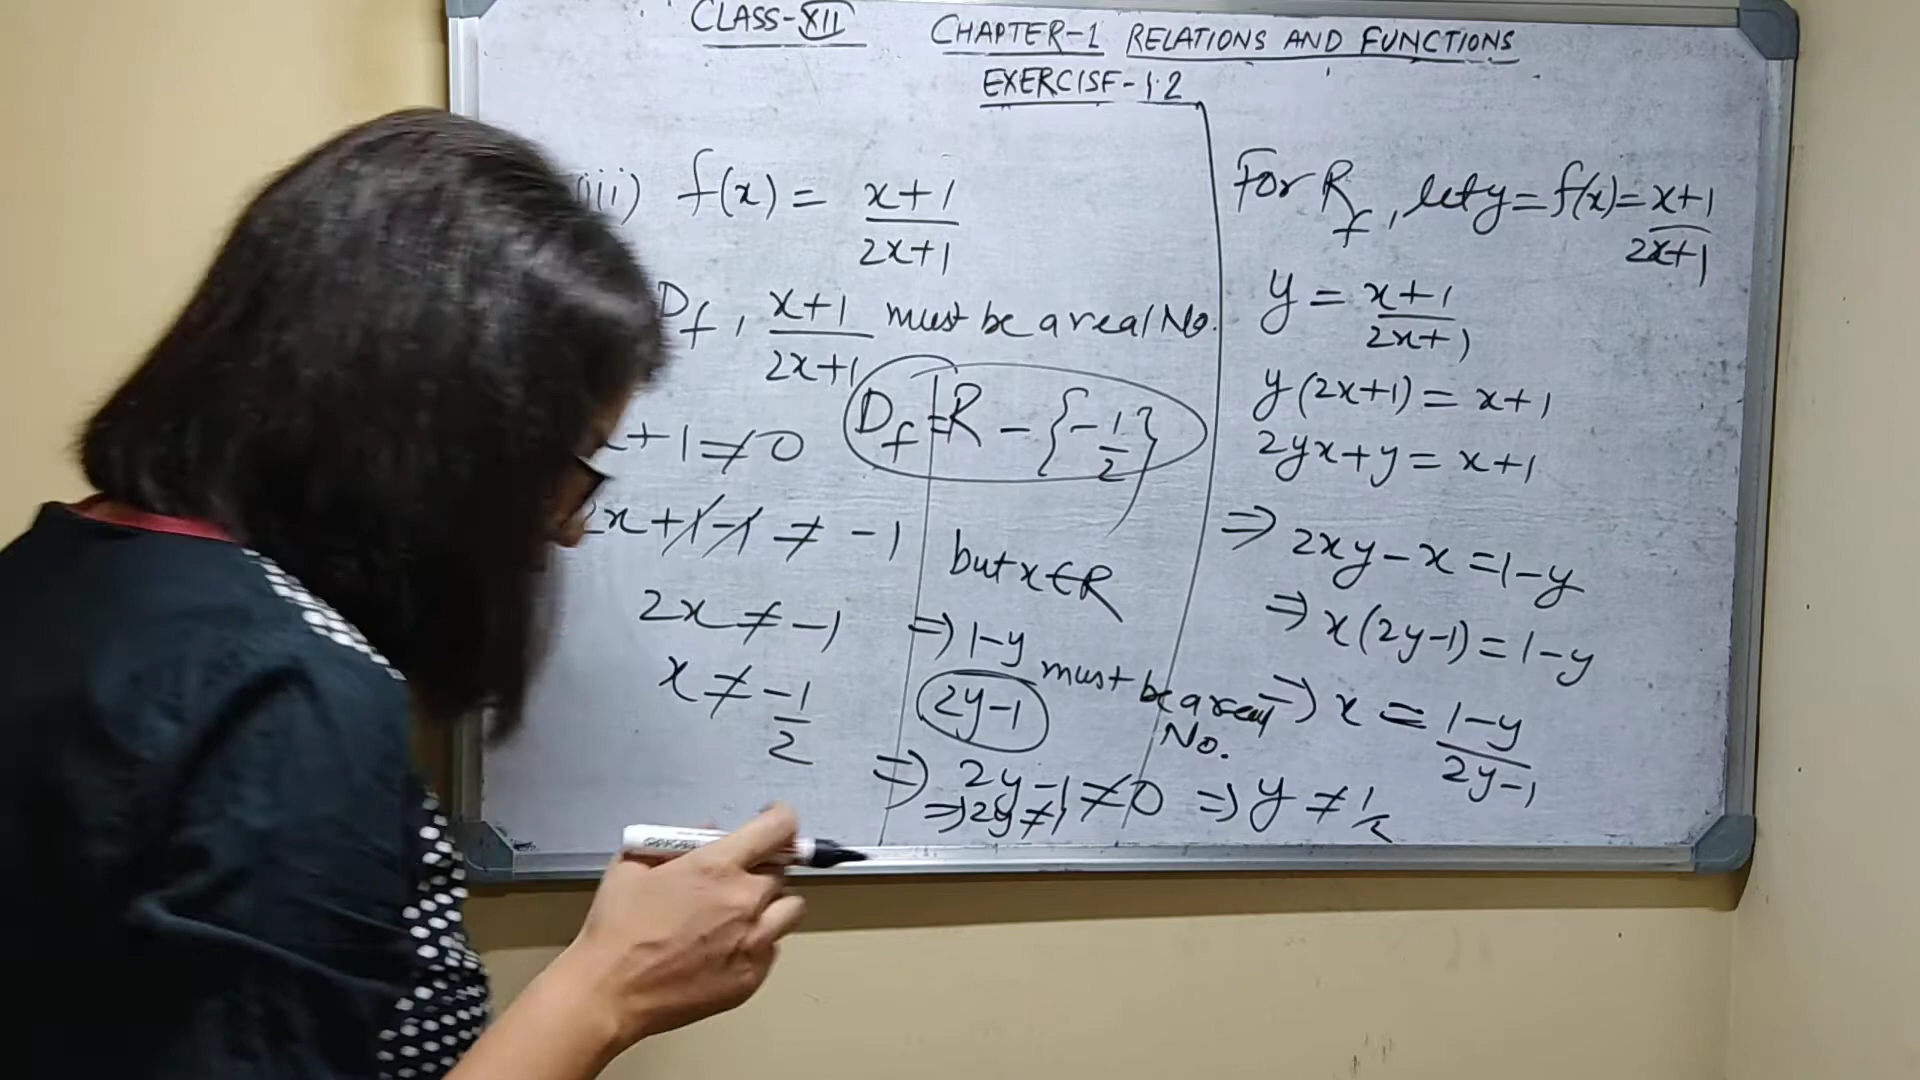 CLASS-XII CHAPTER-1 RELATIONS AND FUNCTIONS
EXERCISE-1.2
(iii) f(x) = x+1/2x+1
Df, x+1/2x+1 must be a real No.
x+1≠0
2x+1-1 ≠ -1
2x ≠ -1
x ≠ -1/2
Df = R - {-1/2}
but x∈R
⇒ 1-y/2y-1 must be a real No.
⇒ 2y-1≠0 ⇒ y ≠ 1/2
⇒ 2y≠1
For Rf, let y = f(x) = x+1/2x+1
y = x+1/2x+1
y(2x+1) = x+1
2yx+y = x+1
⇒ 2xy-x = 1-y
⇒ x(2y-1) = 1-y
⇒ x = 1-y/2y-1